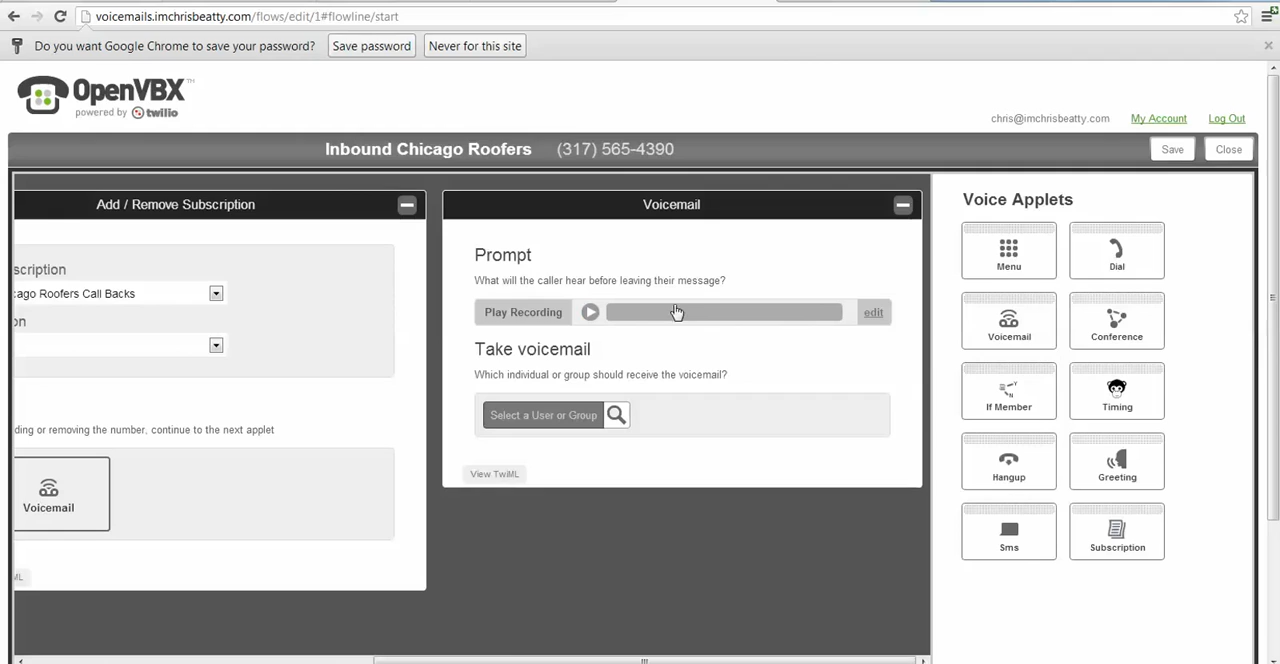 voicemails.imchrisbeatty.com/flows/edit/1#flowline/start
Do you want Google Chrome to save your password? Save password Never for this site
OpenVBX™
powered by twilio
chris@imchrisbeatty.com My Account Log Out
Inbound Chicago Roofers (317) 565-4390 Save Close
Add / Remove Subscription
scription
cago Roofers Call Backs
on
ding or removing the number, continue to the next applet
Voicemail
ML
Voicemail
Prompt
What will the caller hear before leaving their message?
Play Recording edit
Take voicemail
Which individual or group should receive the voicemail?
Select a User or Group
View TwiML
Voice Applets
Menu Dial
Voicemail Conference
If Member Timing
Hangup Greeting
Sms Subscription